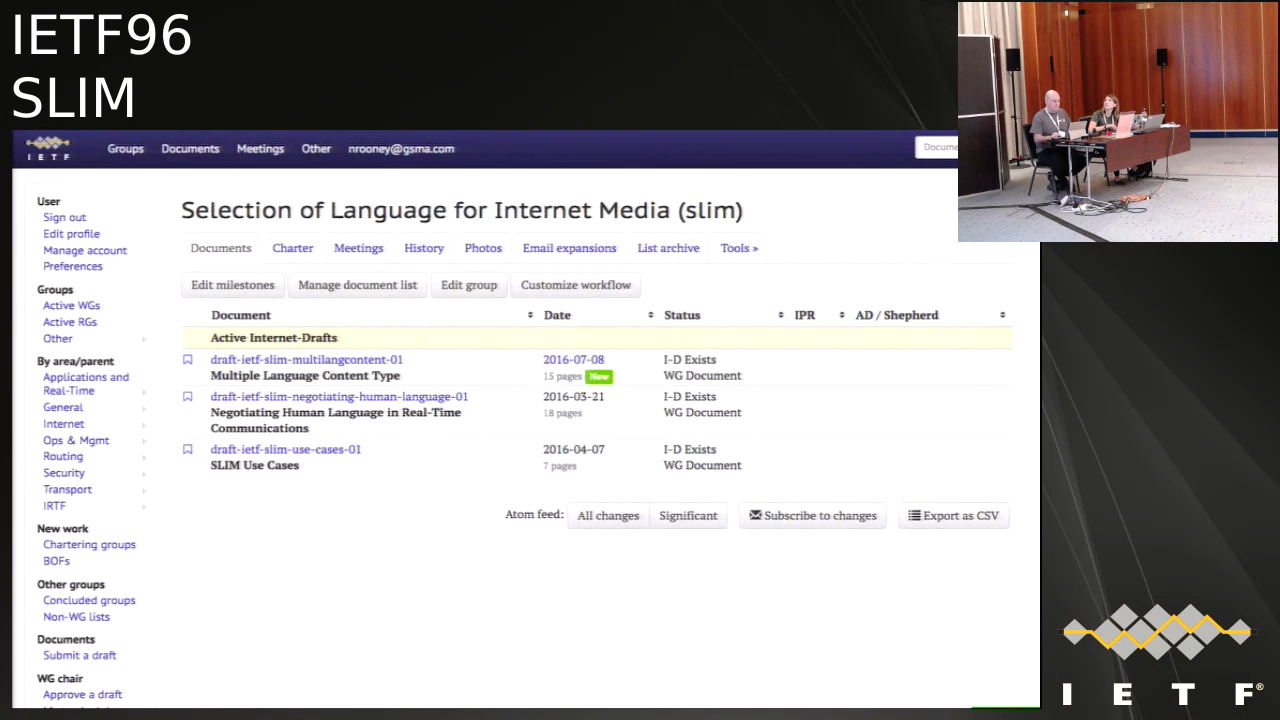 IETF96
SLIM
IETF
Groups Documents Meetings Other nrooney@gsma.com
Docume
User
Sign out
Edit profile
Manage account
Preferences
Groups
Active WGs
Active RGs
Other
By area/parent
Applications and
Real-Time
General
Internet
Ops & Mgmt
Routing
Security
Transport
IRTF
New work
Chartering groups
BOFs
Other groups
Concluded groups
Non-WG lists
Documents
Submit a draft
WG chair
Approve a draft
Selection of Language for Internet Media (slim)
Documents Charter Meetings History Photos Email expansions List archive Tools »
Edit milestones Manage document list Edit group Customize workflow
Document Date Status IPR AD / Shepherd
Active Internet-Drafts
draft-ietf-slim-multilangcontent-01 2016-07-08 I-D Exists
Multiple Language Content Type 15 pages New WG Document
draft-ietf-slim-negotiating-human-language-01 2016-03-21 I-D Exists
Negotiating Human Language in Real-Time 18 pages WG Document
Communications
draft-ietf-slim-use-cases-01 2016-04-07 I-D Exists
SLIM Use Cases 7 pages WG Document
Atom feed: All changes Significant Subscribe to changes Export as CSV
I E T F®